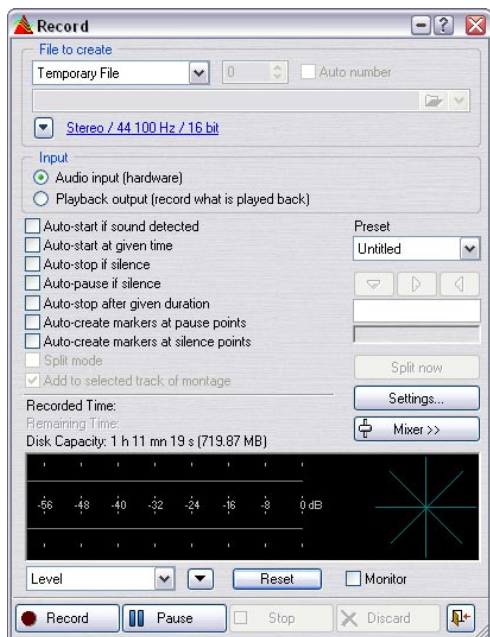 Record
File to create
Temporary File
0
Auto number
Stereo / 44 100 Hz / 16 bit
Input
Audio input (hardware)
Playback output (record what is played back)
Auto-start if sound detected
Auto-start at given time
Auto-stop if silence
Auto-pause if silence
Auto-stop after given duration
Auto-create markers at pause points
Auto-create markers at silence points
Split mode
Add to selected track of montage
Preset
Untitled
Split now
Settings...
Mixer >>
Recorded Time:
Remaining Time:
Disk Capacity: 1 h 11 mn 19 s (719.87 MB)
-56 -48 -40 -32 -24 -16 -8 0 dB
Level
Reset
Monitor
Record
Pause
Stop
Discard